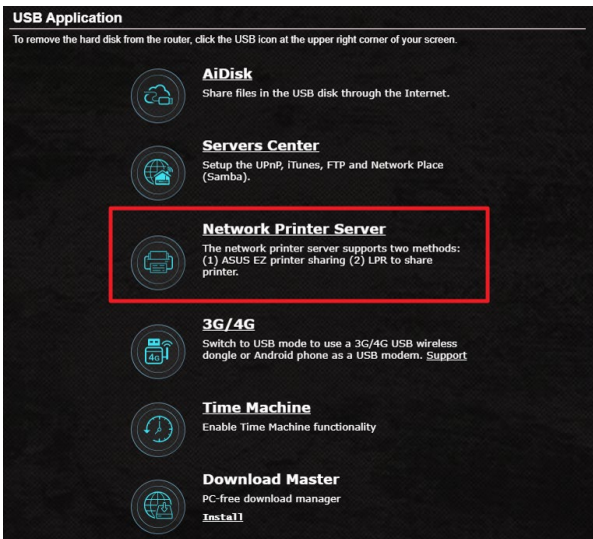 USB Application
To remove the hard disk from the router, click the USB icon at the upper right corner of your screen.
AiDisk
Share files in the USB disk through the Internet.
Servers Center
Setup the UPnP, iTunes, FTP and Network Place
(Samba).
Network Printer Server
The network printer server supports two methods:
(1) ASUS EZ printer sharing (2) LPR to share
printer.
3G/4G
4G
Switch to USB mode to use a 3G/4G USB wireless
dongle or Android phone as a USB modem. Support
Time Machine
Enable Time Machine functionality
Download Master
PC-free download manager
Install